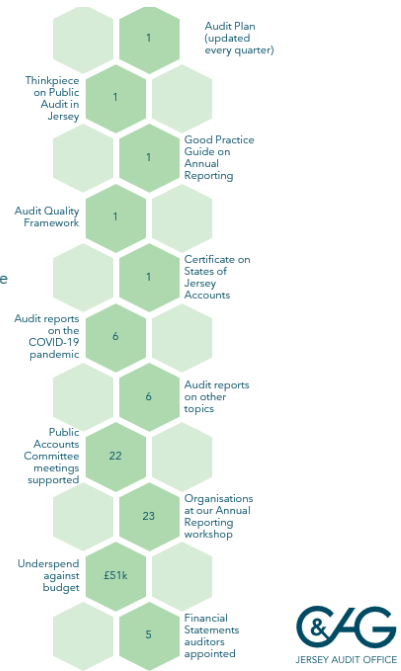 1
Audit Plan
(updated
every quarter)
Thinkpiece
on Public
Audit in
Jersey
1
1
Good Practice
Guide on
Annual
Reporting
Audit Quality
Framework
1
1
Certificate on
States of
Jersey
Accounts
e
Audit reports
on the
COVID-19
pandemic
6
6
Audit reports
on other
topics
Public
Accounts
Committee
meetings
supported
22
23
Organisations
at our Annual
Reporting
workshop
Underspend
against
budget
£51k
5
Financial
Statements
auditors
appointed
C&AG
JERSEY AUDIT OFFICE